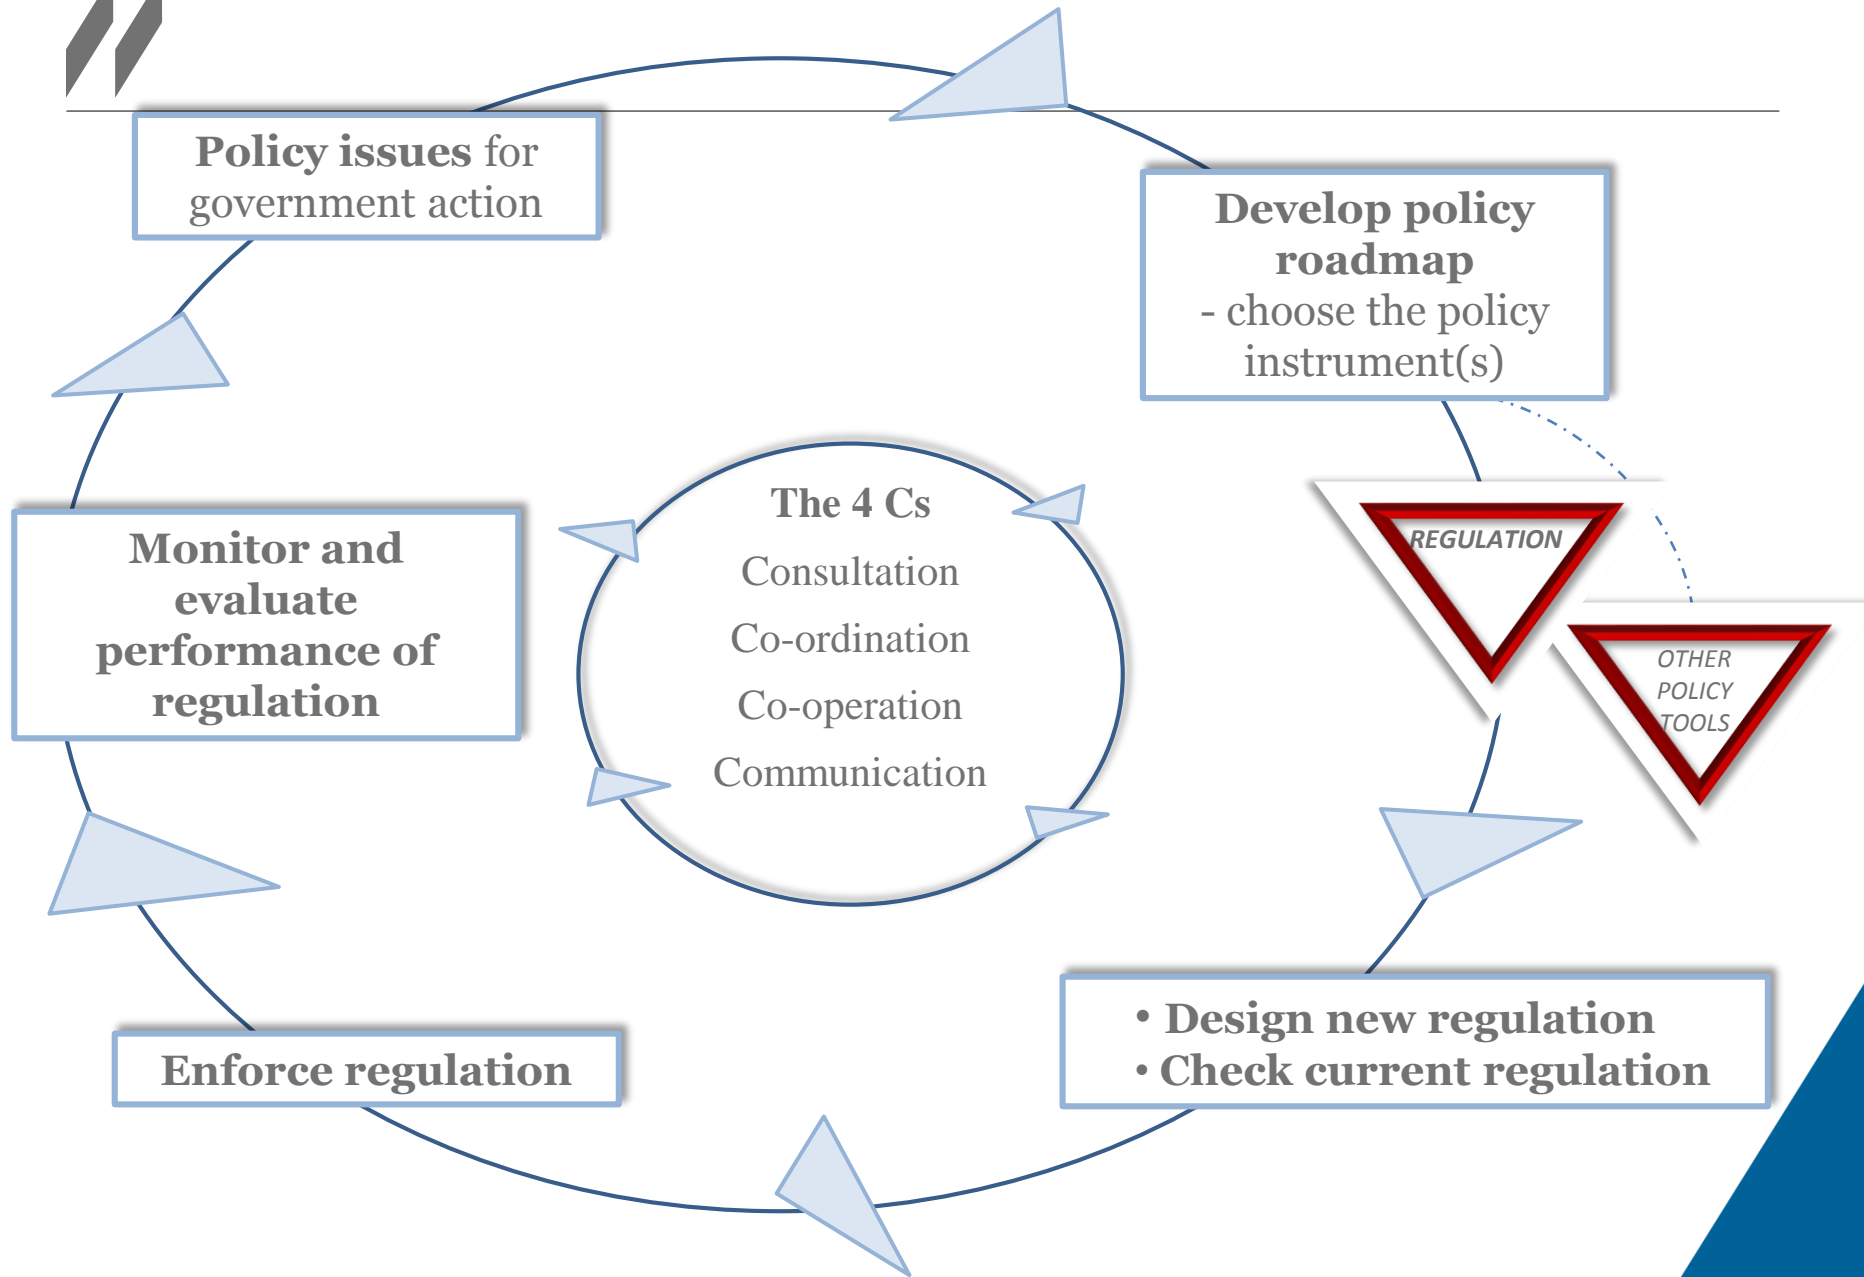 Policy issues for
government action
Develop policy
roadmap
- choose the policy
instrument(s)
REGULATION
OTHER
POLICY
TOOLS
• Design new regulation
• Check current regulation
Enforce regulation
Monitor and
evaluate
performance of
regulation
The 4 Cs
Consultation
Co-ordination
Co-operation
Communication